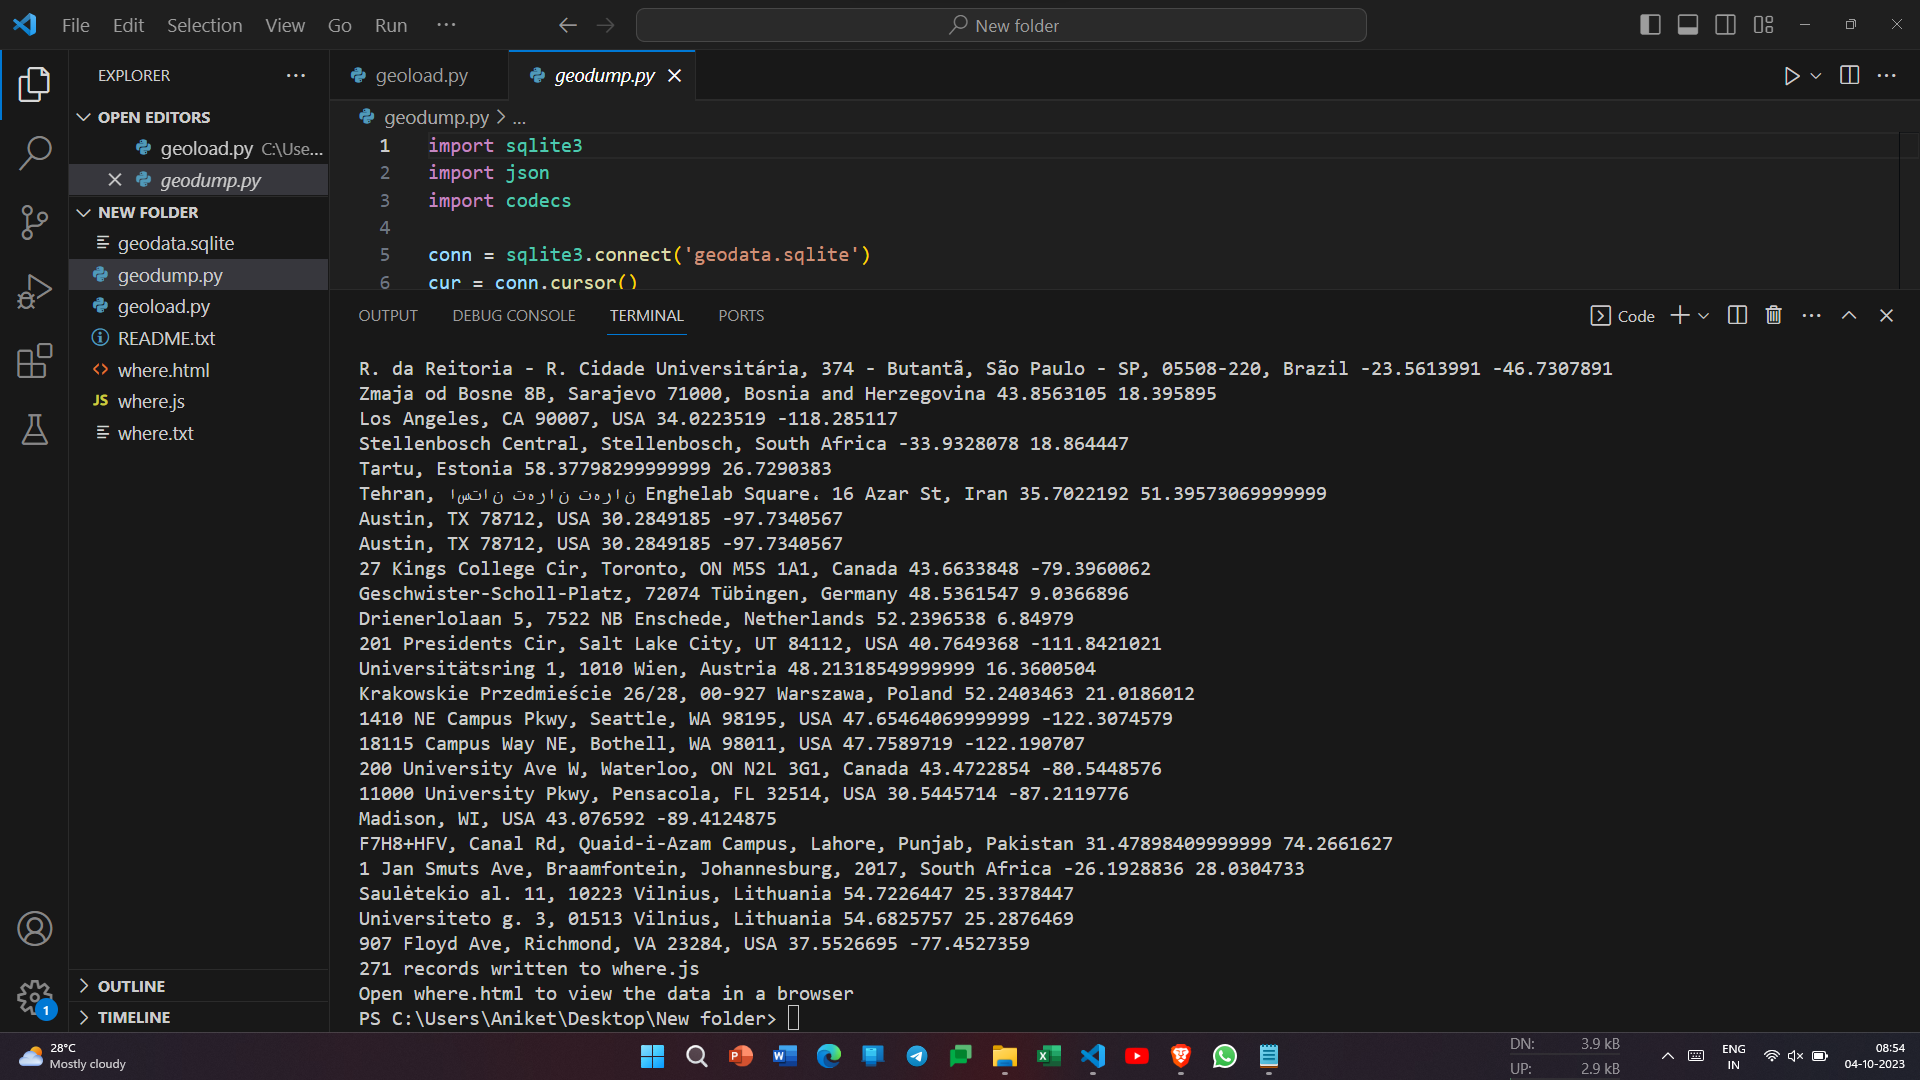 File Edit Selection View Go Run ··· New folder
EXPLORER
OPEN EDITORS
geoload.py C:\Use...
geodump.py
NEW FOLDER
geodata.sqlite
geodump.py
geoload.py
README.txt
where.html
JS where.js
where.txt
OUTLINE
TIMELINE
1
geoload.py geodump.py
geodump.py > ...
1 import sqlite3
2 import json
3 import codecs
4
5 conn = sqlite3.connect('geodata.sqlite')
6 cur = conn.cursor()
OUTPUT DEBUG CONSOLE TERMINAL PORTS Code
R. da Reitoria - R. Cidade Universitária, 374 - Butantã, São Paulo - SP, 05508-220, Brazil -23.5613991 -46.7307891
Zmaja od Bosne 8B, Sarajevo 71000, Bosnia and Herzegovina 43.8563105 18.395895
Los Angeles, CA 90007, USA 34.0223519 -118.285117
Stellenbosch Central, Stellenbosch, South Africa -33.9328078 18.864447
Tartu, Estonia 58.37798299999999 26.7290383
Tehran, استان تهران تهران Enghelab Square، 16 Azar St, Iran 35.7022192 51.39573069999999
Austin, TX 78712, USA 30.2849185 -97.7340567
Austin, TX 78712, USA 30.2849185 -97.7340567
27 Kings College Cir, Toronto, ON M5S 1A1, Canada 43.6633848 -79.3960062
Geschwister-Scholl-Platz, 72074 Tübingen, Germany 48.5361547 9.0366896
Drienerlolaan 5, 7522 NB Enschede, Netherlands 52.2396538 6.84979
201 Presidents Cir, Salt Lake City, UT 84112, USA 40.7649368 -111.8421021
Universitätsring 1, 1010 Wien, Austria 48.21318549999999 16.3600504
Krakowskie Przedmieście 26/28, 00-927 Warszawa, Poland 52.2403463 21.0186012
1410 NE Campus Pkwy, Seattle, WA 98195, USA 47.65464069999999 -122.3074579
18115 Campus Way NE, Bothell, WA 98011, USA 47.7589719 -122.190707
200 University Ave W, Waterloo, ON N2L 3G1, Canada 43.4722854 -80.5448576
11000 University Pkwy, Pensacola, FL 32514, USA 30.5445714 -87.2119776
Madison, WI, USA 43.076592 -89.4124875
F7H8+HFV, Canal Rd, Quaid-i-Azam Campus, Lahore, Punjab, Pakistan 31.47898409999999 74.2661627
1 Jan Smuts Ave, Braamfontein, Johannesburg, 2017, South Africa -26.1928836 28.0304733
Saulėtekio al. 11, 10223 Vilnius, Lithuania 54.7226447 25.3378447
Universiteto g. 3, 01513 Vilnius, Lithuania 54.6825757 25.2876469
907 Floyd Ave, Richmond, VA 23284, USA 37.5526695 -77.4527359
271 records written to where.js
Open where.html to view the data in a browser
PS C:\Users\Aniket\Desktop\New folder>
28°C
Mostly cloudy
DN: 3.9 kB
UP: 2.9 kB
ENG
IN
08:54
04-10-2023